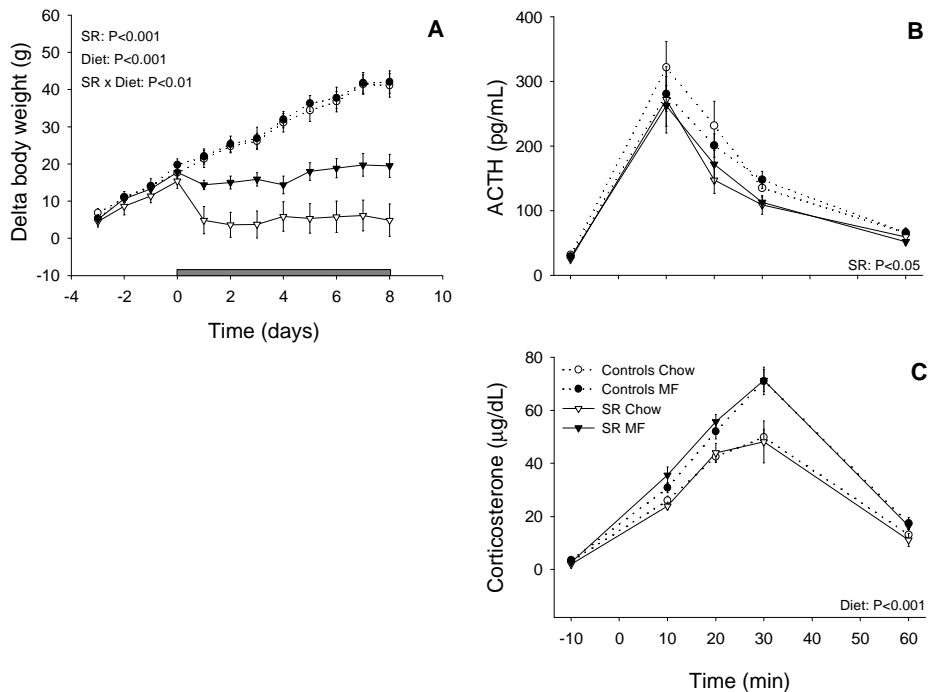 A
SR: P<0.001
Diet: P<0.001
SR x Diet: P<0.01
Delta body weight (g)
60
50
40
30
20
10
0
-10
-4 -2 0 2 4 6 8 10
Time (days)
B
ACTH (pg/mL)
400
300
200
100
0
SR: P<0.05
C
Controls Chow
Controls MF
SR Chow
SR MF
Corticosterone (µg/dL)
80
60
40
20
0
Diet: P<0.001
-10 0 10 20 30 40 50 60
Time (min)